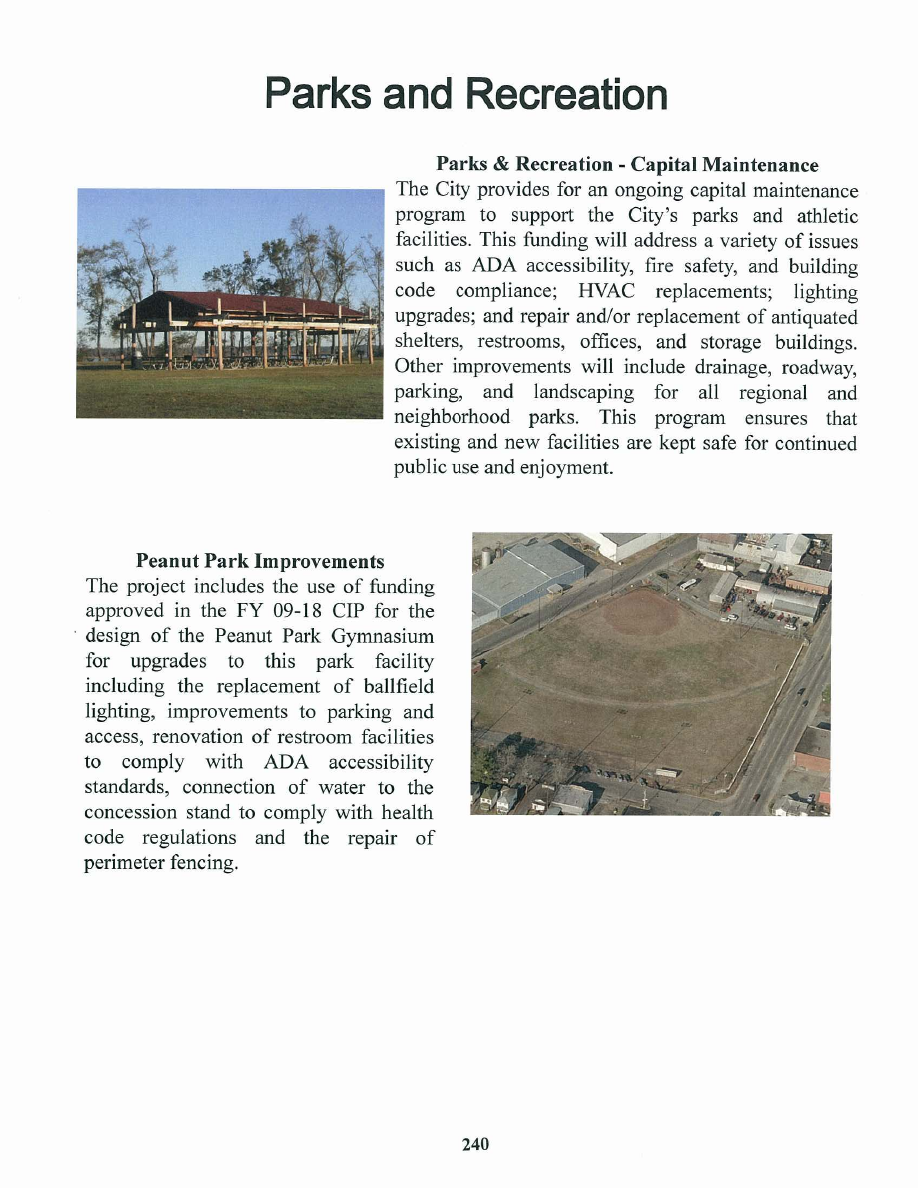 Parks and Recreation
Parks & Recreation - Capital Maintenance
The City provides for an ongoing capital maintenance
program to support the City's parks and athletic
facilities. This funding will address a variety of issues
such as ADA accessibility, fire safety, and building
code compliance; HVAC replacements; lighting
upgrades; and repair and/or replacement of antiquated
shelters, restrooms, offices, and storage buildings.
Other improvements will include drainage, roadway,
parking, and landscaping for all regional and
neighborhood parks. This program ensures that
existing and new facilities are kept safe for continued
public use and enjoyment.
Peanut Park Improvements
The project includes the use of funding
approved in the FY 09-18 CIP for the
design of the Peanut Park Gymnasium
for upgrades to this park facility
including the replacement of ballfield
lighting, improvements to parking and
access, renovation of restroom facilities
to comply with ADA accessibility
standards, connection of water to the
concession stand to comply with health
code regulations and the repair of
perimeter fencing.
240